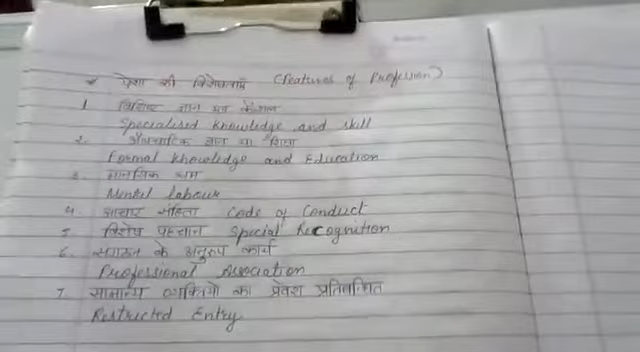 * पेशा की विशेषताएँ (Features of Profession)
1. विशिष्ट ज्ञान एवं कौशल
Specialised knowledge and skill
2. औपचारिक ज्ञान या शिक्षा
Formal knowledge and Education
3. मानसिक श्रम
Mental labour
4. आचार संहिता Code of Conduct
5. विशेष पहचान Special Recognition
6. संगठन के अनुरूप कार्य
Professional Association
7. सामान्य व्यक्तियों का प्रवेश प्रतिबन्धित
Restricted Entry